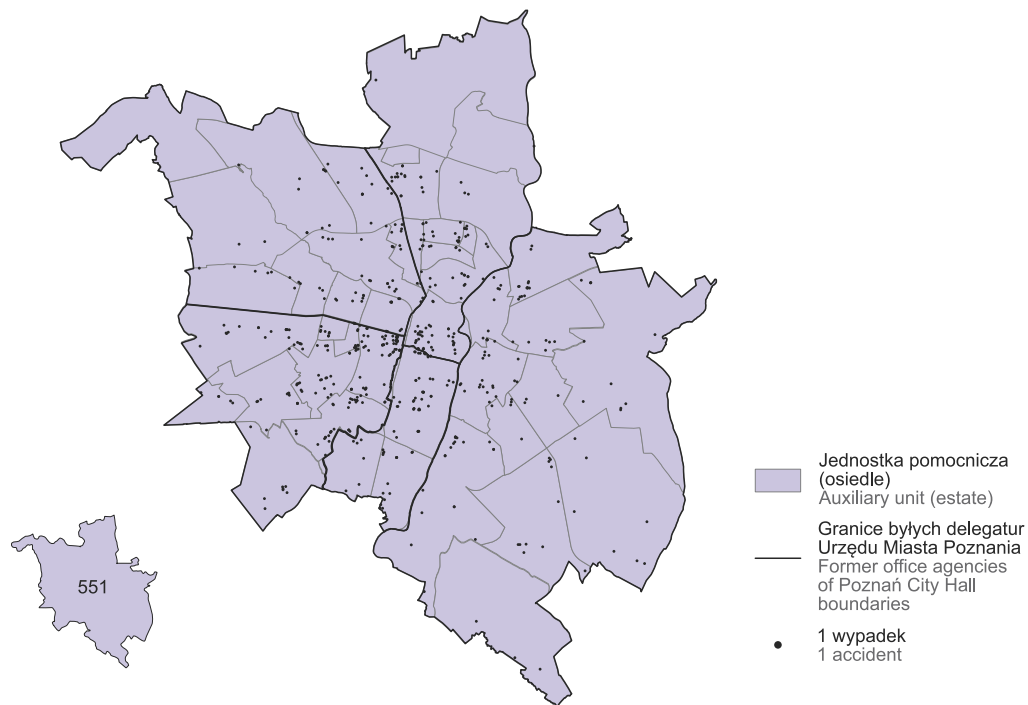 Jednostka pomocnicza
(osiedle)
Auxiliary unit (estate)
Granice byłych delegatur
Urzędu Miasta Poznania
Former office agencies
of Poznań City Hall
boundaries
1 wypadek
1 accident
551